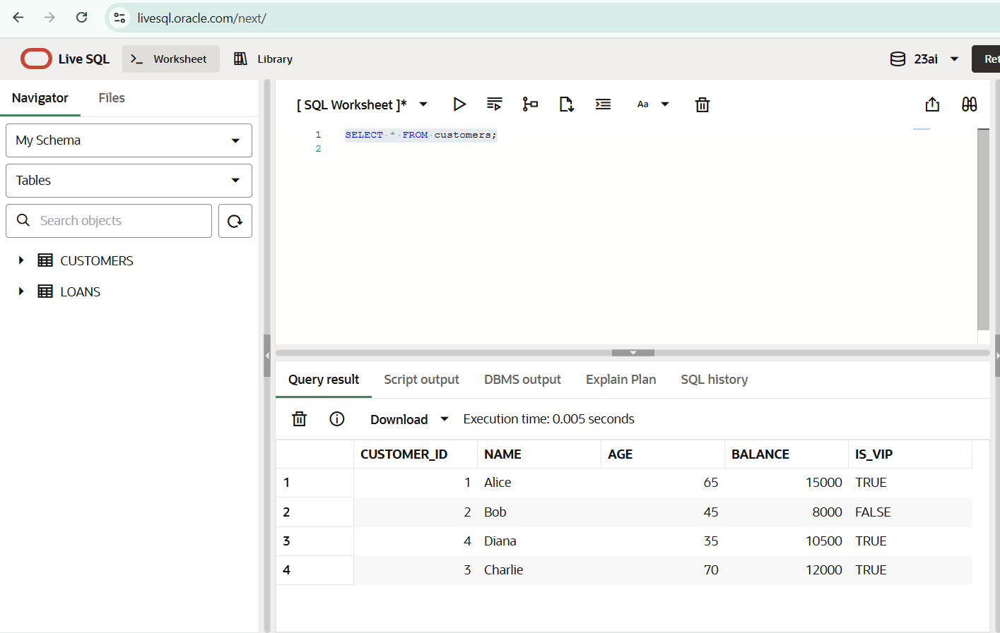 livesql.oracle.com/next/
Live SQL
Worksheet
Library
23ai
Ret
Navigator
Files
My Schema
Tables
Search objects
CUSTOMERS
LOANS
[ SQL Worksheet ]*
Aa
1 SELECT * FROM customers;
2
Query result
Script output
DBMS output
Explain Plan
SQL history
Download
Execution time: 0.005 seconds
CUSTOMER_ID NAME AGE BALANCE IS_VIP
1 1 Alice 65 15000 TRUE
2 2 Bob 45 8000 FALSE
3 4 Diana 35 10500 TRUE
4 3 Charlie 70 12000 TRUE